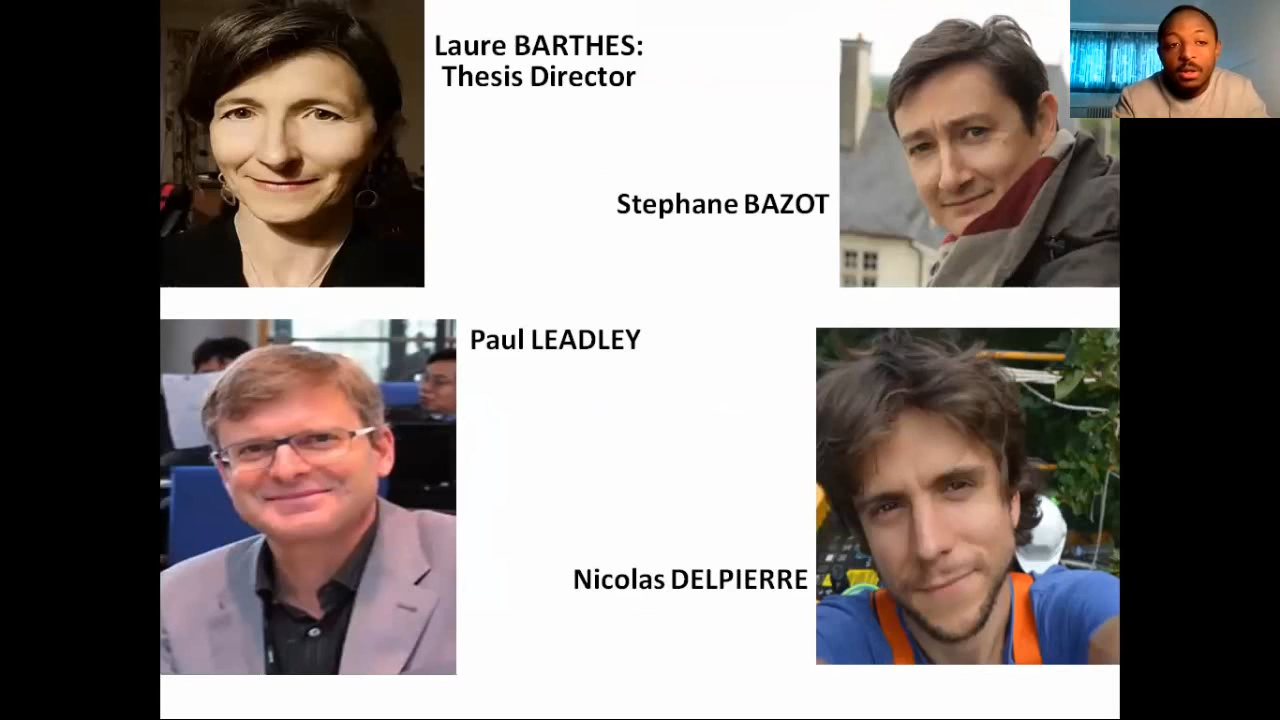 Laure BARTHES:
Thesis Director
Stephane BAZOT
Paul LEADLEY
Nicolas DELPIERRE